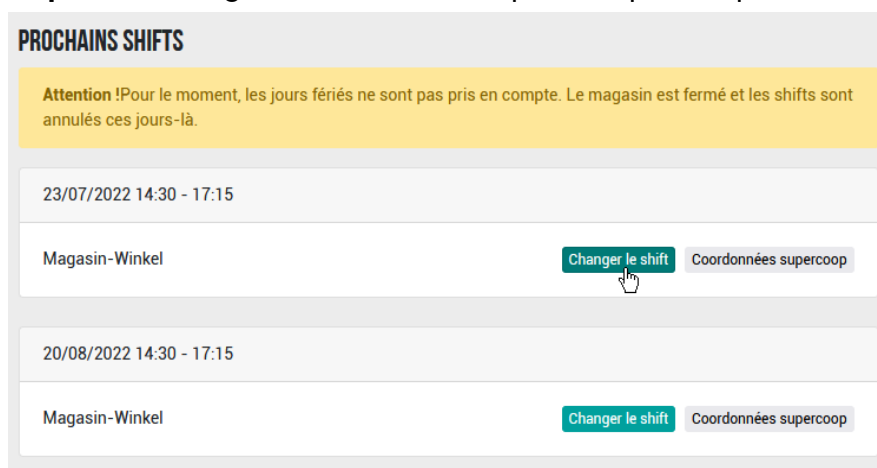 PROCHAINS SHIFTS
Attention !Pour le moment, les jours fériés ne sont pas pris en compte. Le magasin est fermé et les shifts sont
annulés ces jours-là.
23/07/2022 14:30 - 17:15
Magasin-Winkel
Changer le shift
Coordonnées supercoop
20/08/2022 14:30 - 17:15
Magasin-Winkel
Changer le shift
Coordonnées supercoop